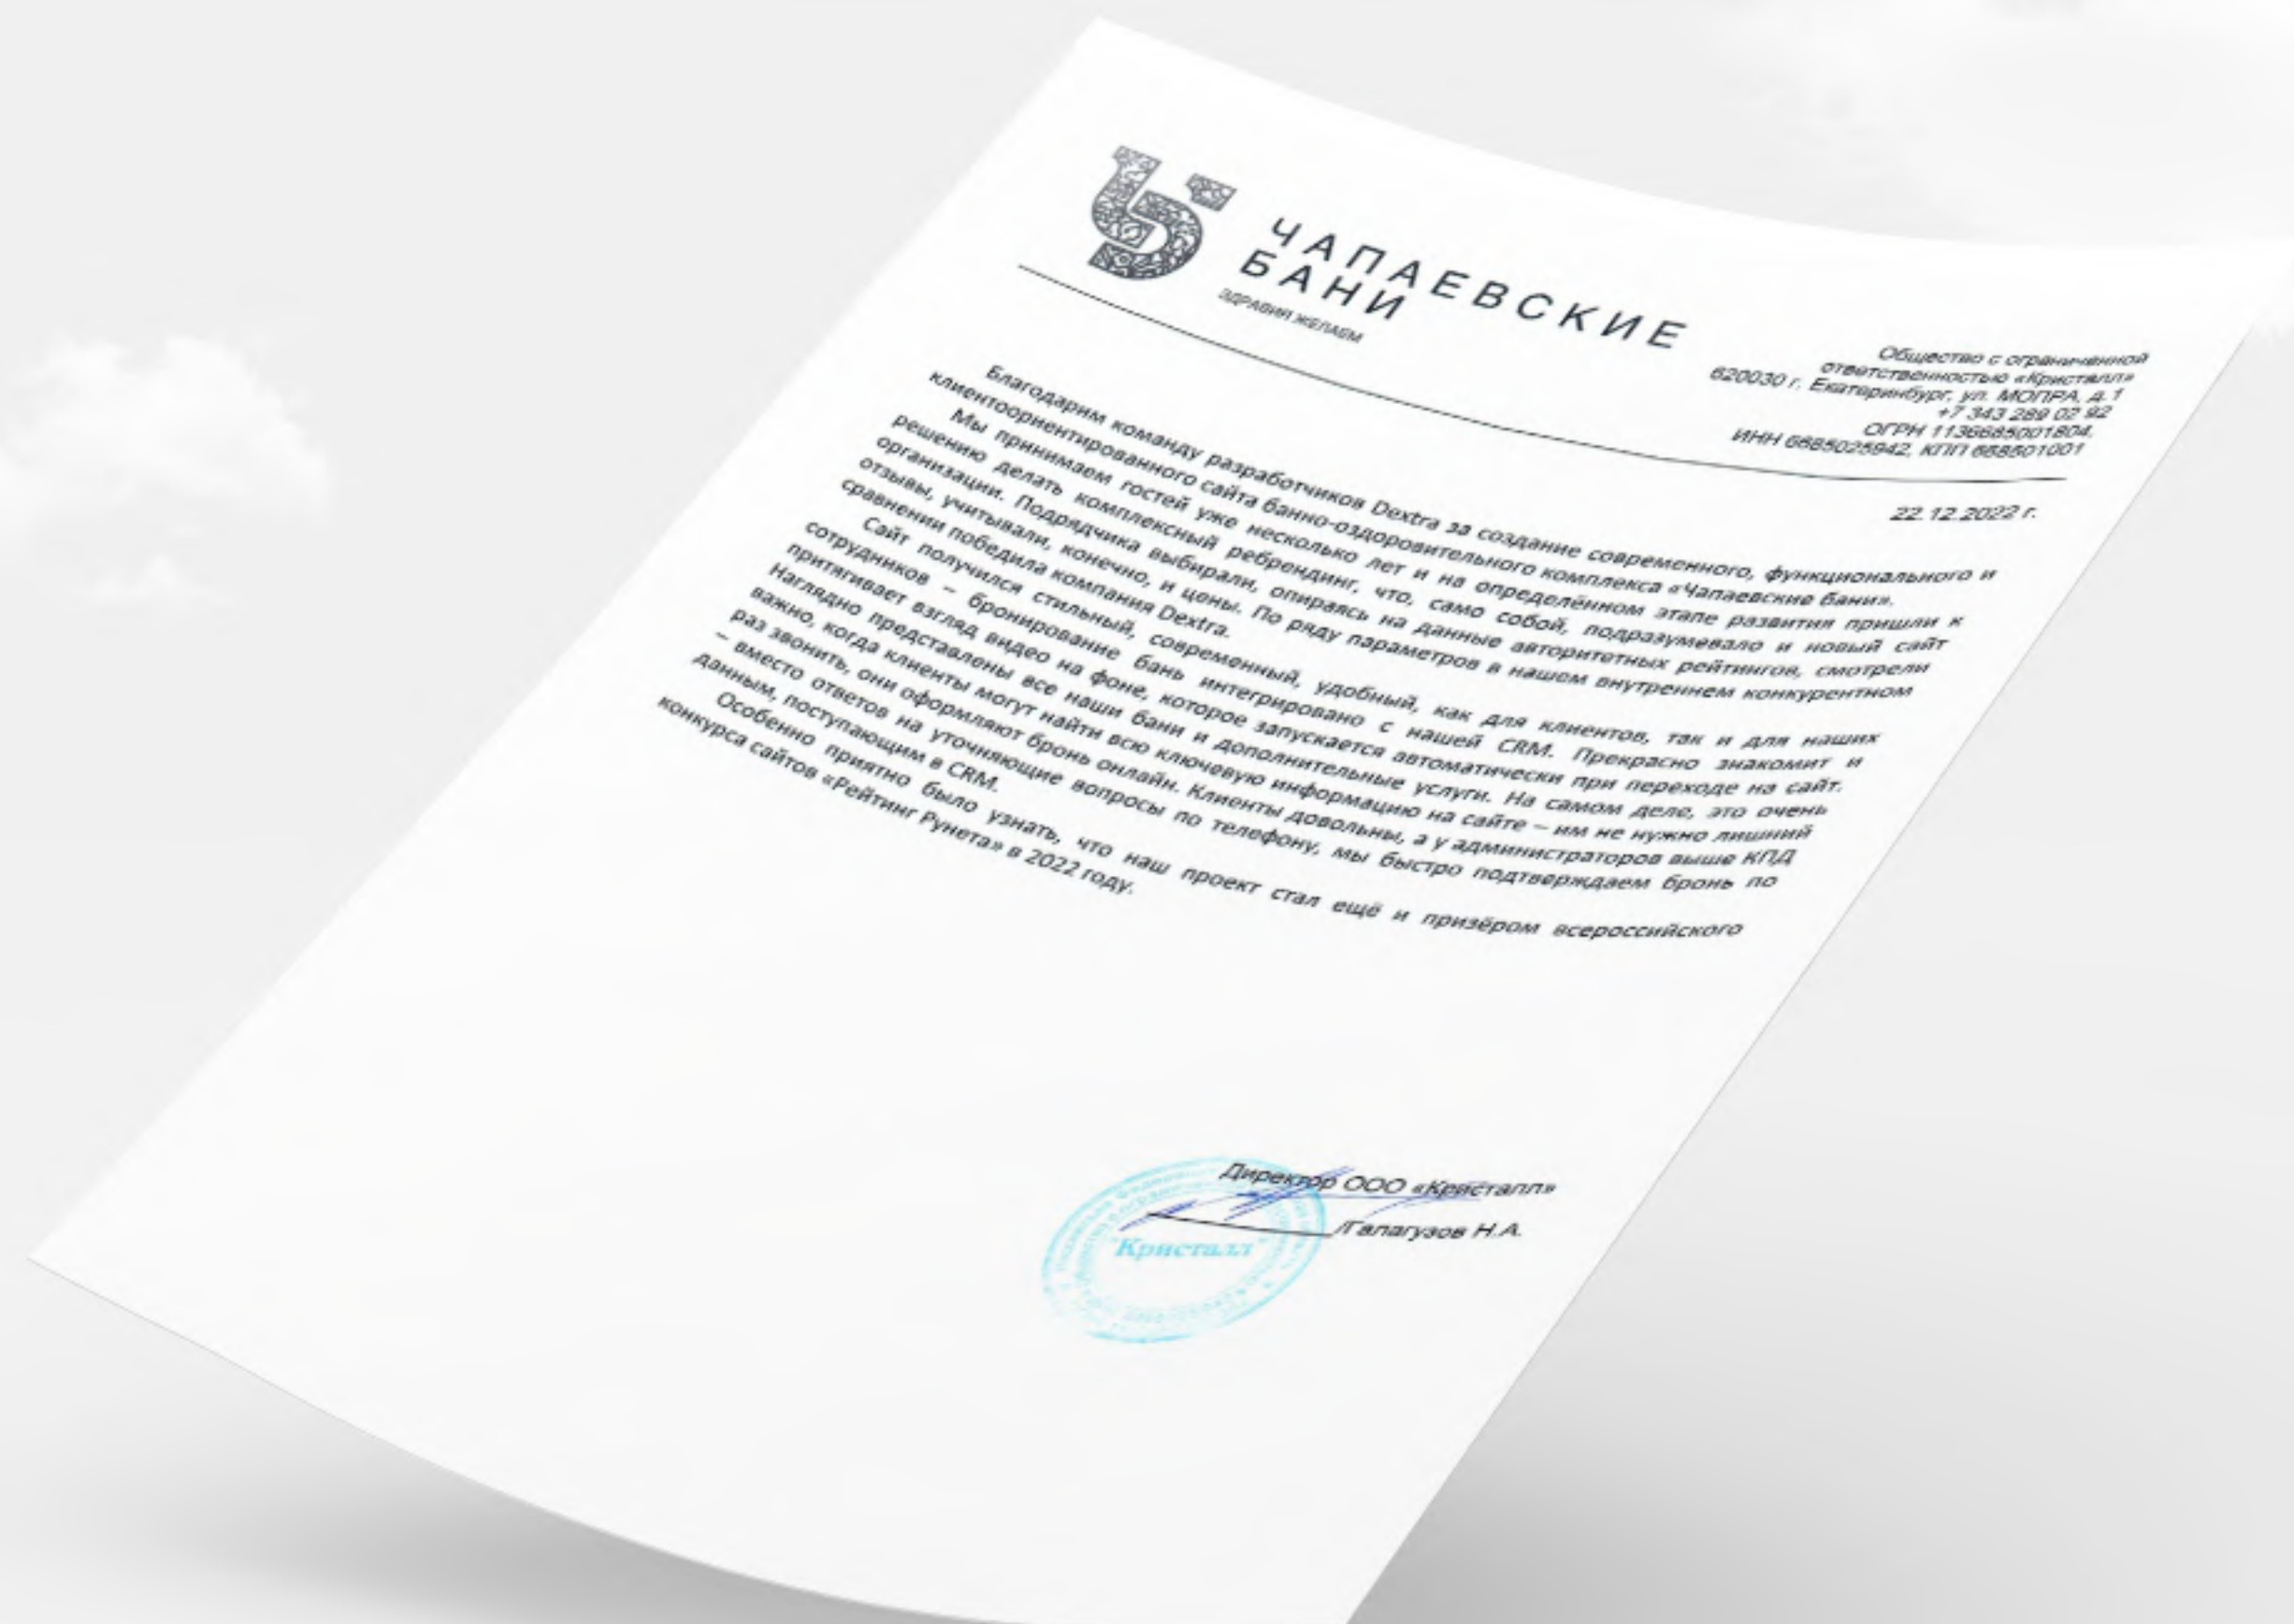 ЧАПАЕВСКИЕ
БАНИ
ЗДРАВИЯ ЖЕЛАЕМ
Общество с ограниченной
ответственностью «Кристалл»
620030 г. Екатеринбург, ул. МОПРА, д.1
+7 343 289 02 92
ОГРН 1136685001804,
ИНН 6685025942, КПП 668501001
22.12.2022 г.
Благодарим команду разработчиков Dextra за создание современного, функционального и
клиентоориентированного сайта банно-оздоровительного комплекса «Чапаевские бани».
Мы принимаем гостей уже несколько лет и на определённом этапе развития пришли к
решению делать комплексный ребрендинг, что, само собой, подразумевало и новый сайт
организации. Подрядчика выбирали, опираясь на данные авторитетных рейтингов, смотрели
отзывы, учитывали, конечно, и цены. По ряду параметров в нашем внутреннем конкурентном
сравнении победила компания Dextra.
Сайт получился стильный, современный, удобный, как для клиентов, так и для наших
сотрудников – бронирование бань интегрировано с нашей CRM. Прекрасно знакомит и
притягивает взгляд видео на фоне, которое запускается автоматически при переходе на сайт.
Наглядно представлены все наши бани и дополнительные услуги. На самом деле, это очень
важно, когда клиенты могут найти всю ключевую информацию на сайте – им не нужно лишний
раз звонить, они оформляют бронь онлайн. Клиенты довольны, а у администраторов выше КПД
– вместо ответов на уточняющие вопросы по телефону, мы быстро подтверждаем бронь по
данным, поступающим в CRM.
Особенно приятно было узнать, что наш проект стал ещё и призёром всероссийского
конкурса сайтов «Рейтинг Рунета» в 2022 году.
Директор ООО «Кристалл»
/Галагузов Н.А.
Кристалл